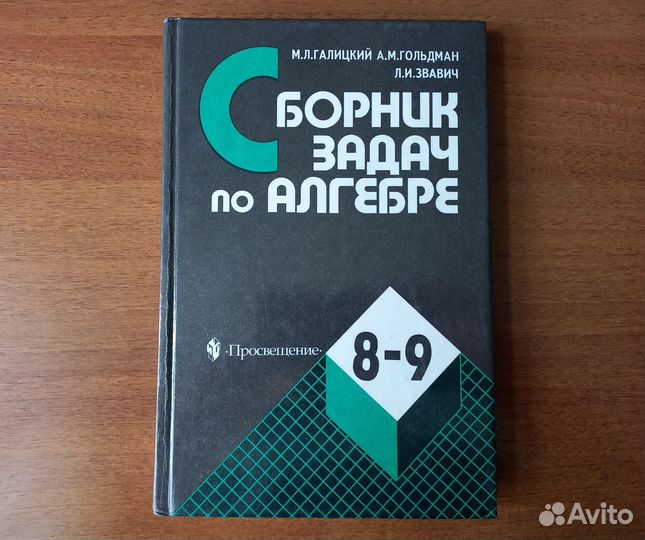 М.Л.ГАЛИЦКИЙ А.М.ГОЛЬДМАН
Л.И.ЗВАВИЧ
СБОРНИК
ЗАДАЧ
ПО АЛГЕБРЕ
·Просвещение·
8-9
Avito